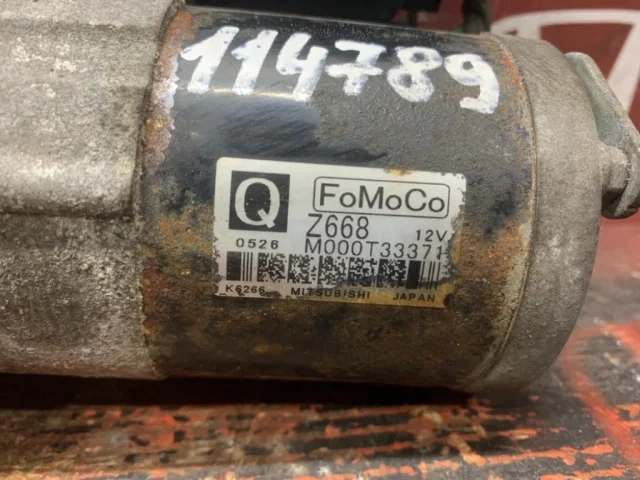 114789
Q
FoMoCo
Z668
12V
0526
M000T33371
K6266
MITSUBISHI
JAPAN